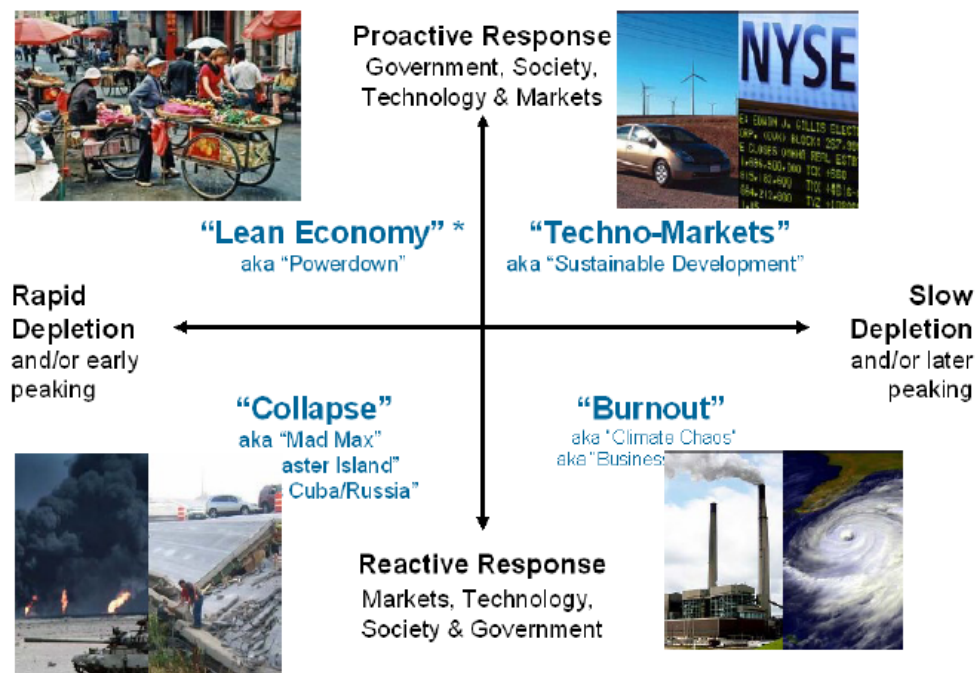 Proactive Response
Government, Society,
Technology & Markets
NYSE
“Lean Economy” *
aka “Powerdown”
“Techno-Markets”
aka “Sustainable Development”
Rapid
Depletion
and/or early
peaking
Slow
Depletion
and/or later
peaking
“Collapse”
aka “Mad Max”
aster Island”
Cuba/Russia”
“Burnout”
aka “Climate Chaos“
aka “Business
Reactive Response
Markets, Technology,
Society & Government